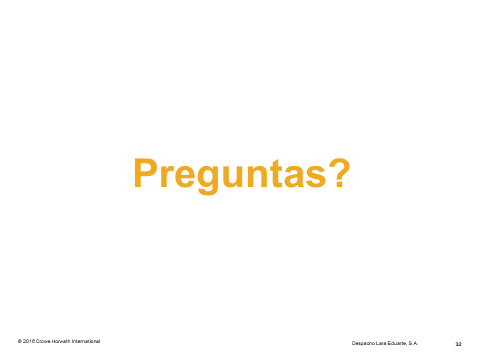 Preguntas?
© 2016 Crowe Horwath International
Despacho Lara Eduarte, S.A.
32